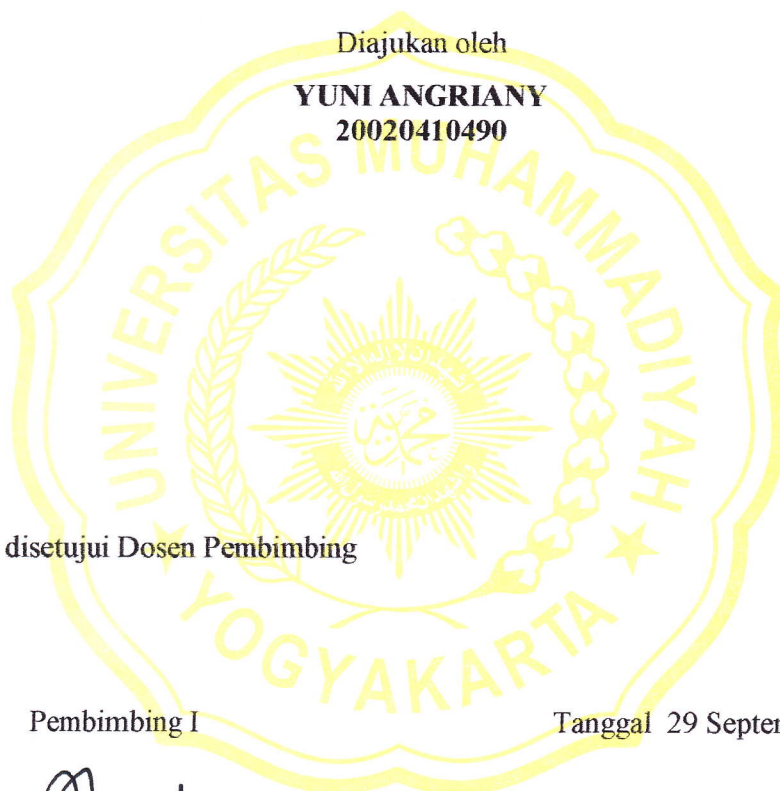 Diajukan oleh
YUNI ANGRIANY
20020410490
UNIVERSITAS MUHAMMADIYAH
YOGYAKARTA
disetujui Dosen Pembimbing
Pembimbing I
Tanggal 29 Septer